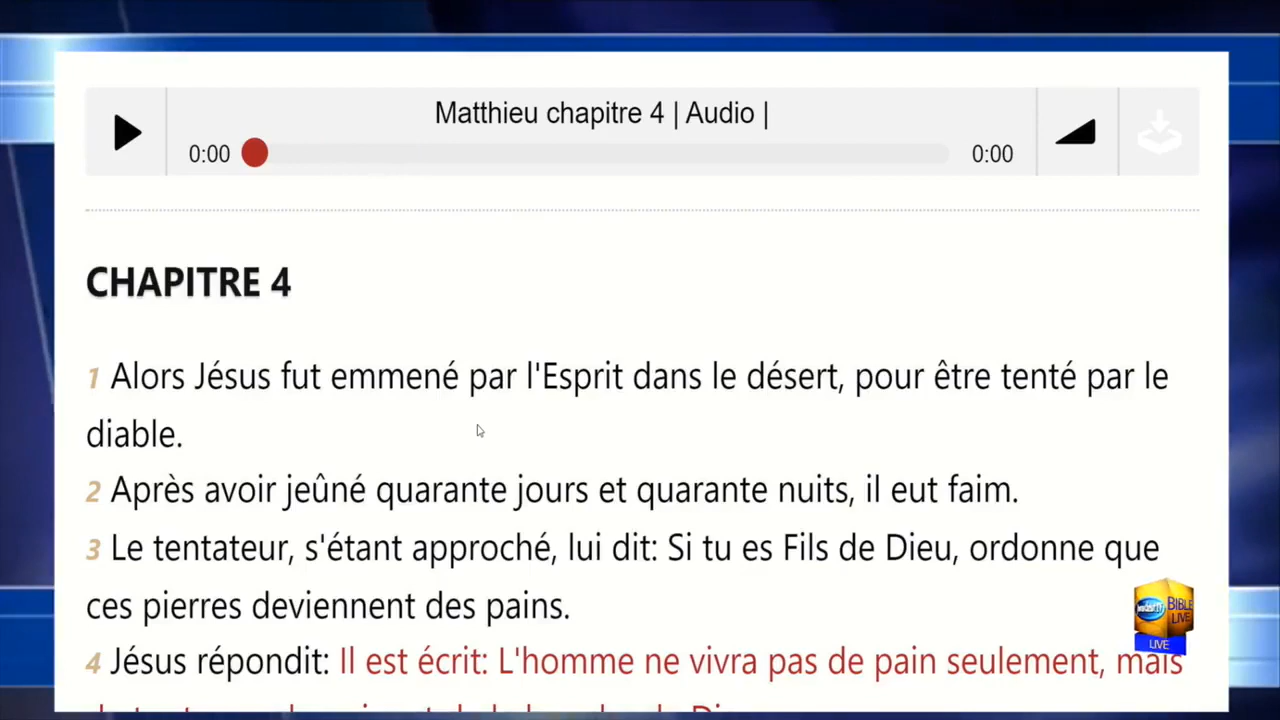 Matthieu chapitre 4 | Audio |
0:00
0:00
CHAPITRE 4
1 Alors Jésus fut emmené par l'Esprit dans le désert, pour être tenté par le
diable.
2 Après avoir jeûné quarante jours et quarante nuits, il eut faim.
3 Le tentateur, s'étant approché, lui dit: Si tu es Fils de Dieu, ordonne que
ces pierres deviennent des pains.
4 Jésus répondit: Il est écrit: L'homme ne vivra pas de pain seulement, mais
BIBLE
LIVE
LIVE